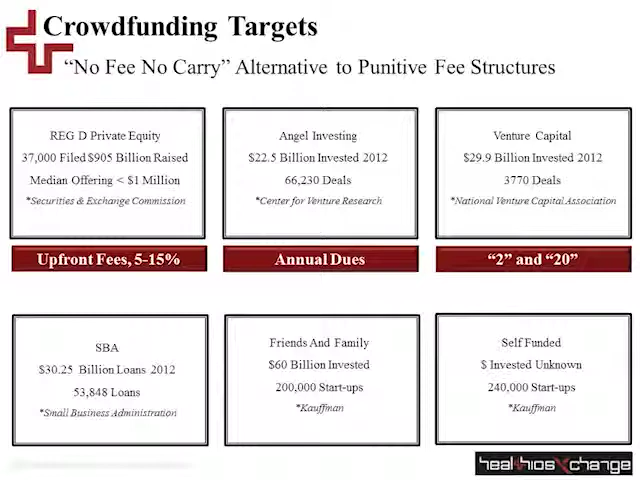 Crowdfunding Targets
“No Fee No Carry” Alternative to Punitive Fee Structures
REG D Private Equity
37,000 Filed $905 Billion Raised
Median Offering < $1 Million
*Securities & Exchange Commission
Upfront Fees, 5-15%
Angel Investing
$22.5 Billion Invested 2012
66,230 Deals
*Center for Venture Research
Annual Dues
Venture Capital
$29.9 Billion Invested 2012
3770 Deals
*National Venture Capital Association
“2” and “20”
SBA
$30.25 Billion Loans 2012
53,848 Loans
*Small Business Administration
Friends And Family
$60 Billion Invested
200,000 Start-ups
*Kauffman
Self Funded
$ Invested Unknown
240,000 Start-ups
*Kauffman